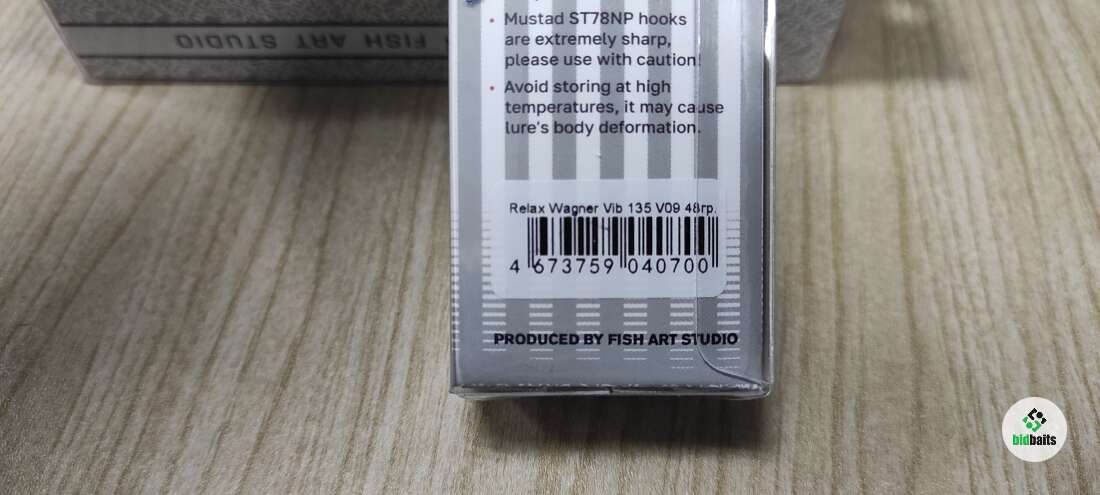 FISH ART STUDIO
• Mustad ST78NP hooks
are extremely sharp,
please use with caution!
• Avoid storing at high
temperatures, it may cause
lure's body deformation.
Relax Wagner Vib 135 V09 48гр.
4 673759 040700
PRODUCED BY FISH ART STUDIO
bidbaits